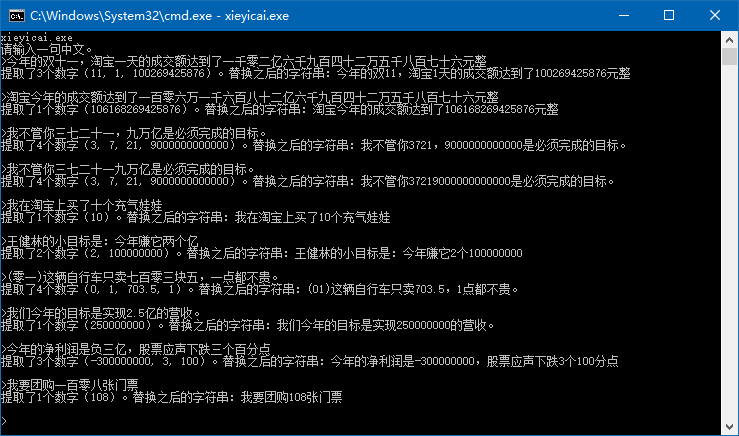 C:\Windows\System32\cmd.exe - xieyicai.exe
xieyicai.exe
请输入一句中文。
>今年的双十一，淘宝一天的成交额达到了一千零二亿六千九百四十二万五千八百七十六元整
提取了3个数字 (11, 1, 100269425876) 。替换之后的字符串：今年的双11，淘宝1天的成交额达到了100269425876元整
>淘宝今年的成交额达到了一百零六万一千六百八十二亿六千九百四十二万五千八百七十六元整
提取了1个数字 (106168269425876) 。替换之后的字符串：淘宝今年的成交额达到了106168269425876元整
>我不管你三七二十一，九万亿是必须完成的目标。
提取了4个数字 (3, 7, 21, 9000000000000) 。替换之后的字符串：我不管你3721，9000000000000是必须完成的目标。
>我不管你三七二十一九万亿是必须完成的目标。
提取了4个数字 (3, 7, 21, 9000000000000) 。替换之后的字符串：我不管你37219000000000000是必须完成的目标。
>我在淘宝上买了十个充气娃娃
提取了1个数字 (10) 。替换之后的字符串：我在淘宝上买了10个充气娃娃
>王健林的小目标是：今年赚它两个亿
提取了2个数字 (2, 100000000) 。替换之后的字符串：王健林的小目标是：今年赚它2个100000000
>(零一)这辆自行车只卖七百零三块五，一点都不贵。
提取了4个数字 (0, 1, 703.5, 1) 。替换之后的字符串：(01)这辆自行车只卖703.5，1点都不贵。
>我们今年的目标是实现2.5亿的营收。
提取了1个数字 (250000000) 。替换之后的字符串：我们今年的目标是实现250000000的营收。
>今年的净利润是负三亿，股票应声下跌三个百分点
提取了3个数字 (-300000000, 3, 100) 。替换之后的字符串：今年的净利润是-300000000，股票应声下跌3个100分点
>我要团购一百零八张门票
提取了1个数字 (108) 。替换之后的字符串：我要团购108张门票
>